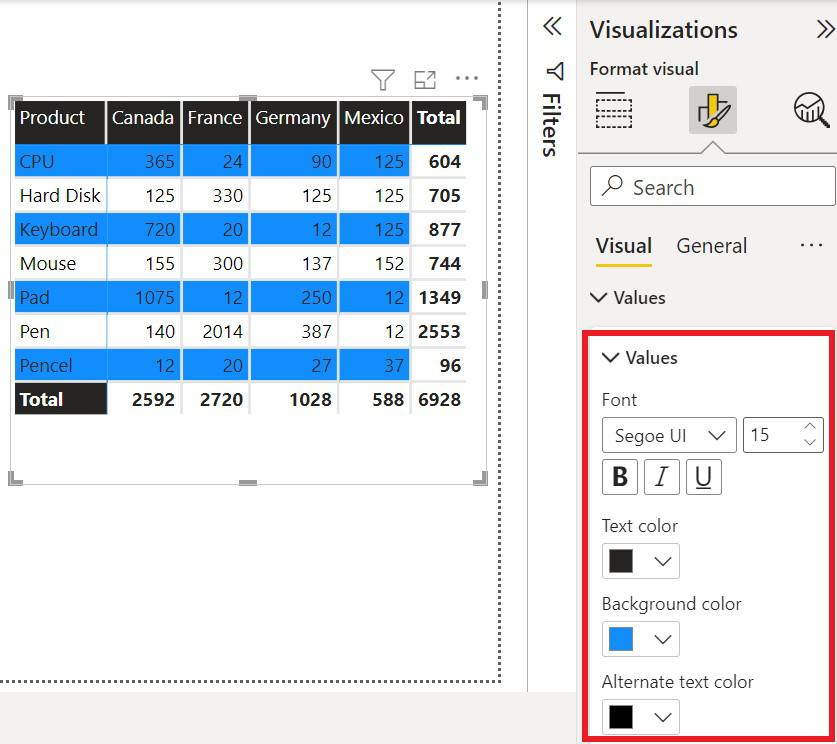 Product Canada France Germany Mexico Total
CPU 365 24 90 125 604
Hard Disk 125 330 125 125 705
Keyboard 720 20 12 125 877
Mouse 155 300 137 152 744
Pad 1075 12 250 12 1349
Pen 140 2014 387 12 2553
Pencel 12 20 27 37 96
Total 2592 2720 1028 588 6928
Filters
Visualizations
Format visual
Search
Visual General
Values
Values
Font
Segoe UI 15
B I U
Text color
Background color
Alternate text color